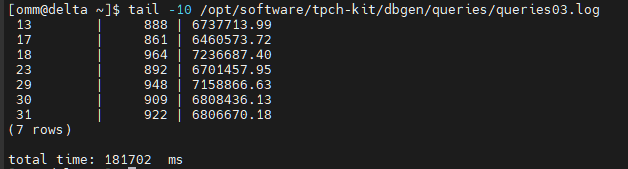 [omm@delta ~]$ tail -10 /opt/software/tpch-kit/dbgen/queries/queries03.log
13 | 888 | 6737713.99
17 | 861 | 6460573.72
18 | 964 | 7236687.40
23 | 892 | 6701457.95
29 | 948 | 7158866.63
30 | 909 | 6808436.13
31 | 922 | 6806670.18
(7 rows)
total time: 181702 ms